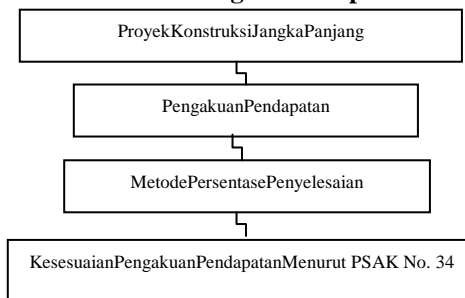 ProyekKonstruksiJangkaPanjang
PengakuanPendapatan
MetodePersentasePenyelesaian
KesesuaianPengakuanPendapatanMenurut PSAK No. 34